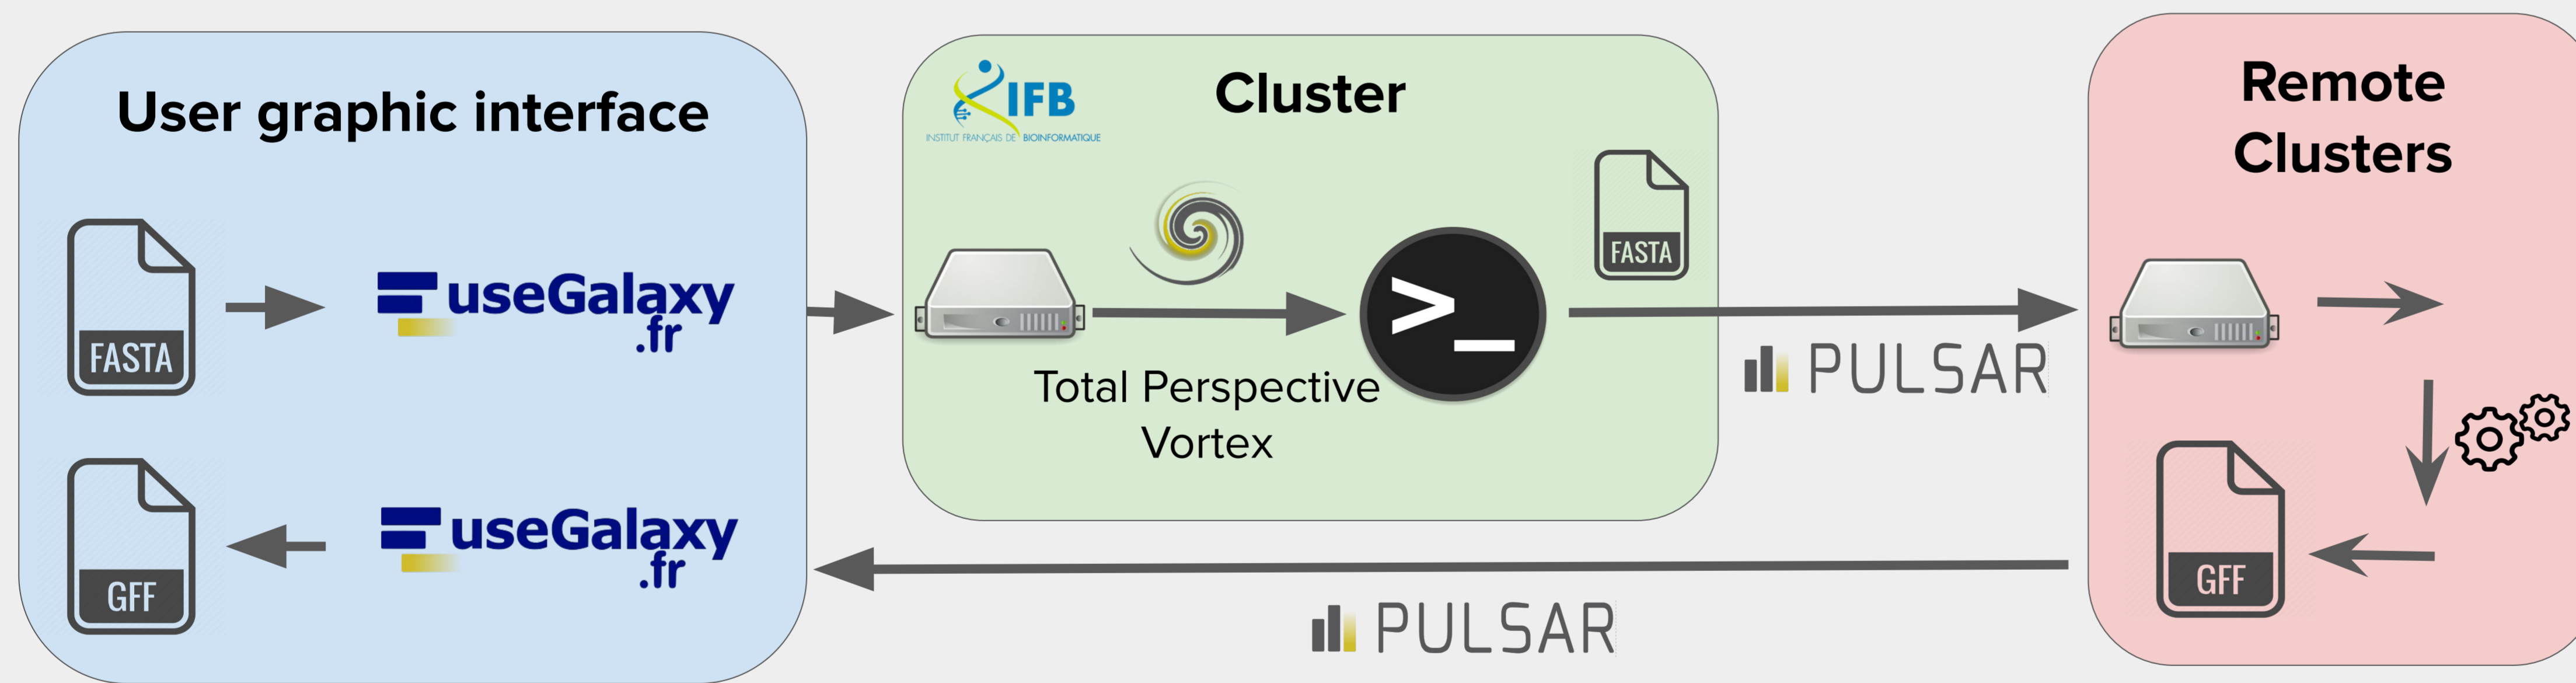 User graphic interface
FASTA
useGalaxy
.fr
GFF
useGalaxy
.fr
IFB
INSTITUT FRANÇAIS DE BIOINFORMATIQUE
Cluster
FASTA
>_
Total Perspective
Vortex
PULSAR
PULSAR
Remote
Clusters
GFF